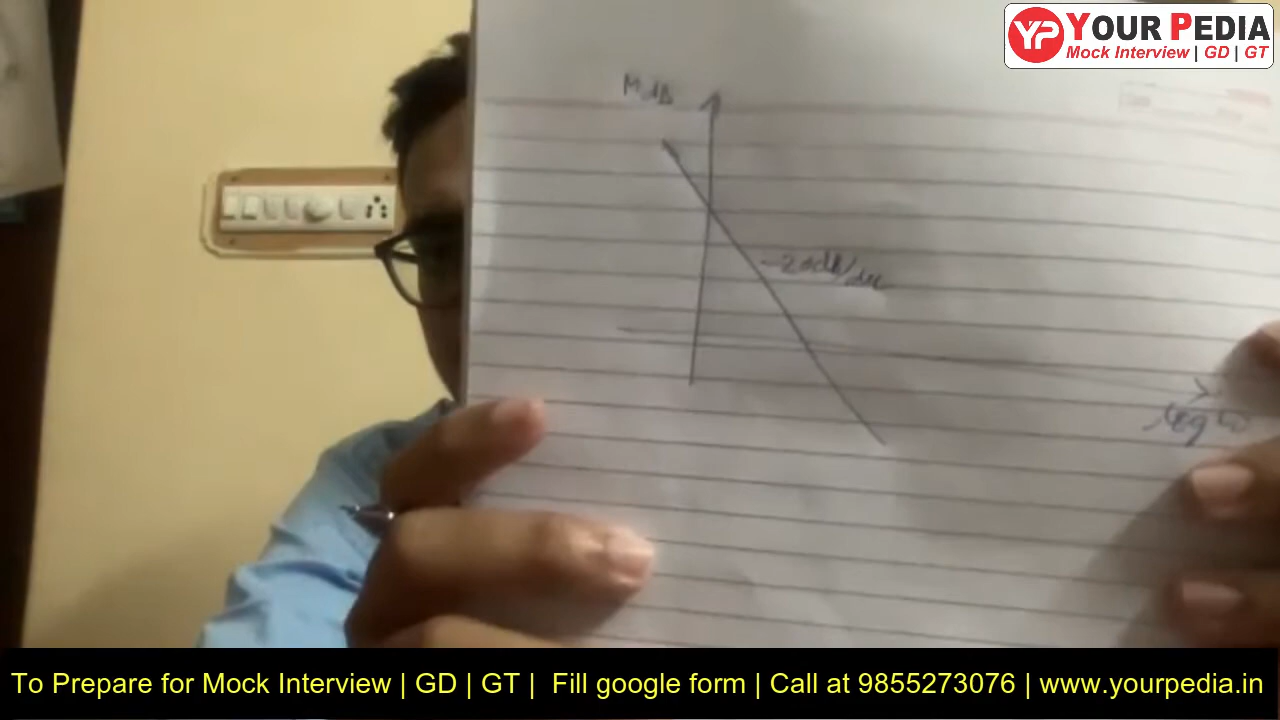 YP YOUR PEDIA
Mock Interview | GD | GT
M dB
-20dB/dec
log ω
To Prepare for Mock Interview | GD | GT | Fill google form | Call at 9855273076 | www.yourpedia.in